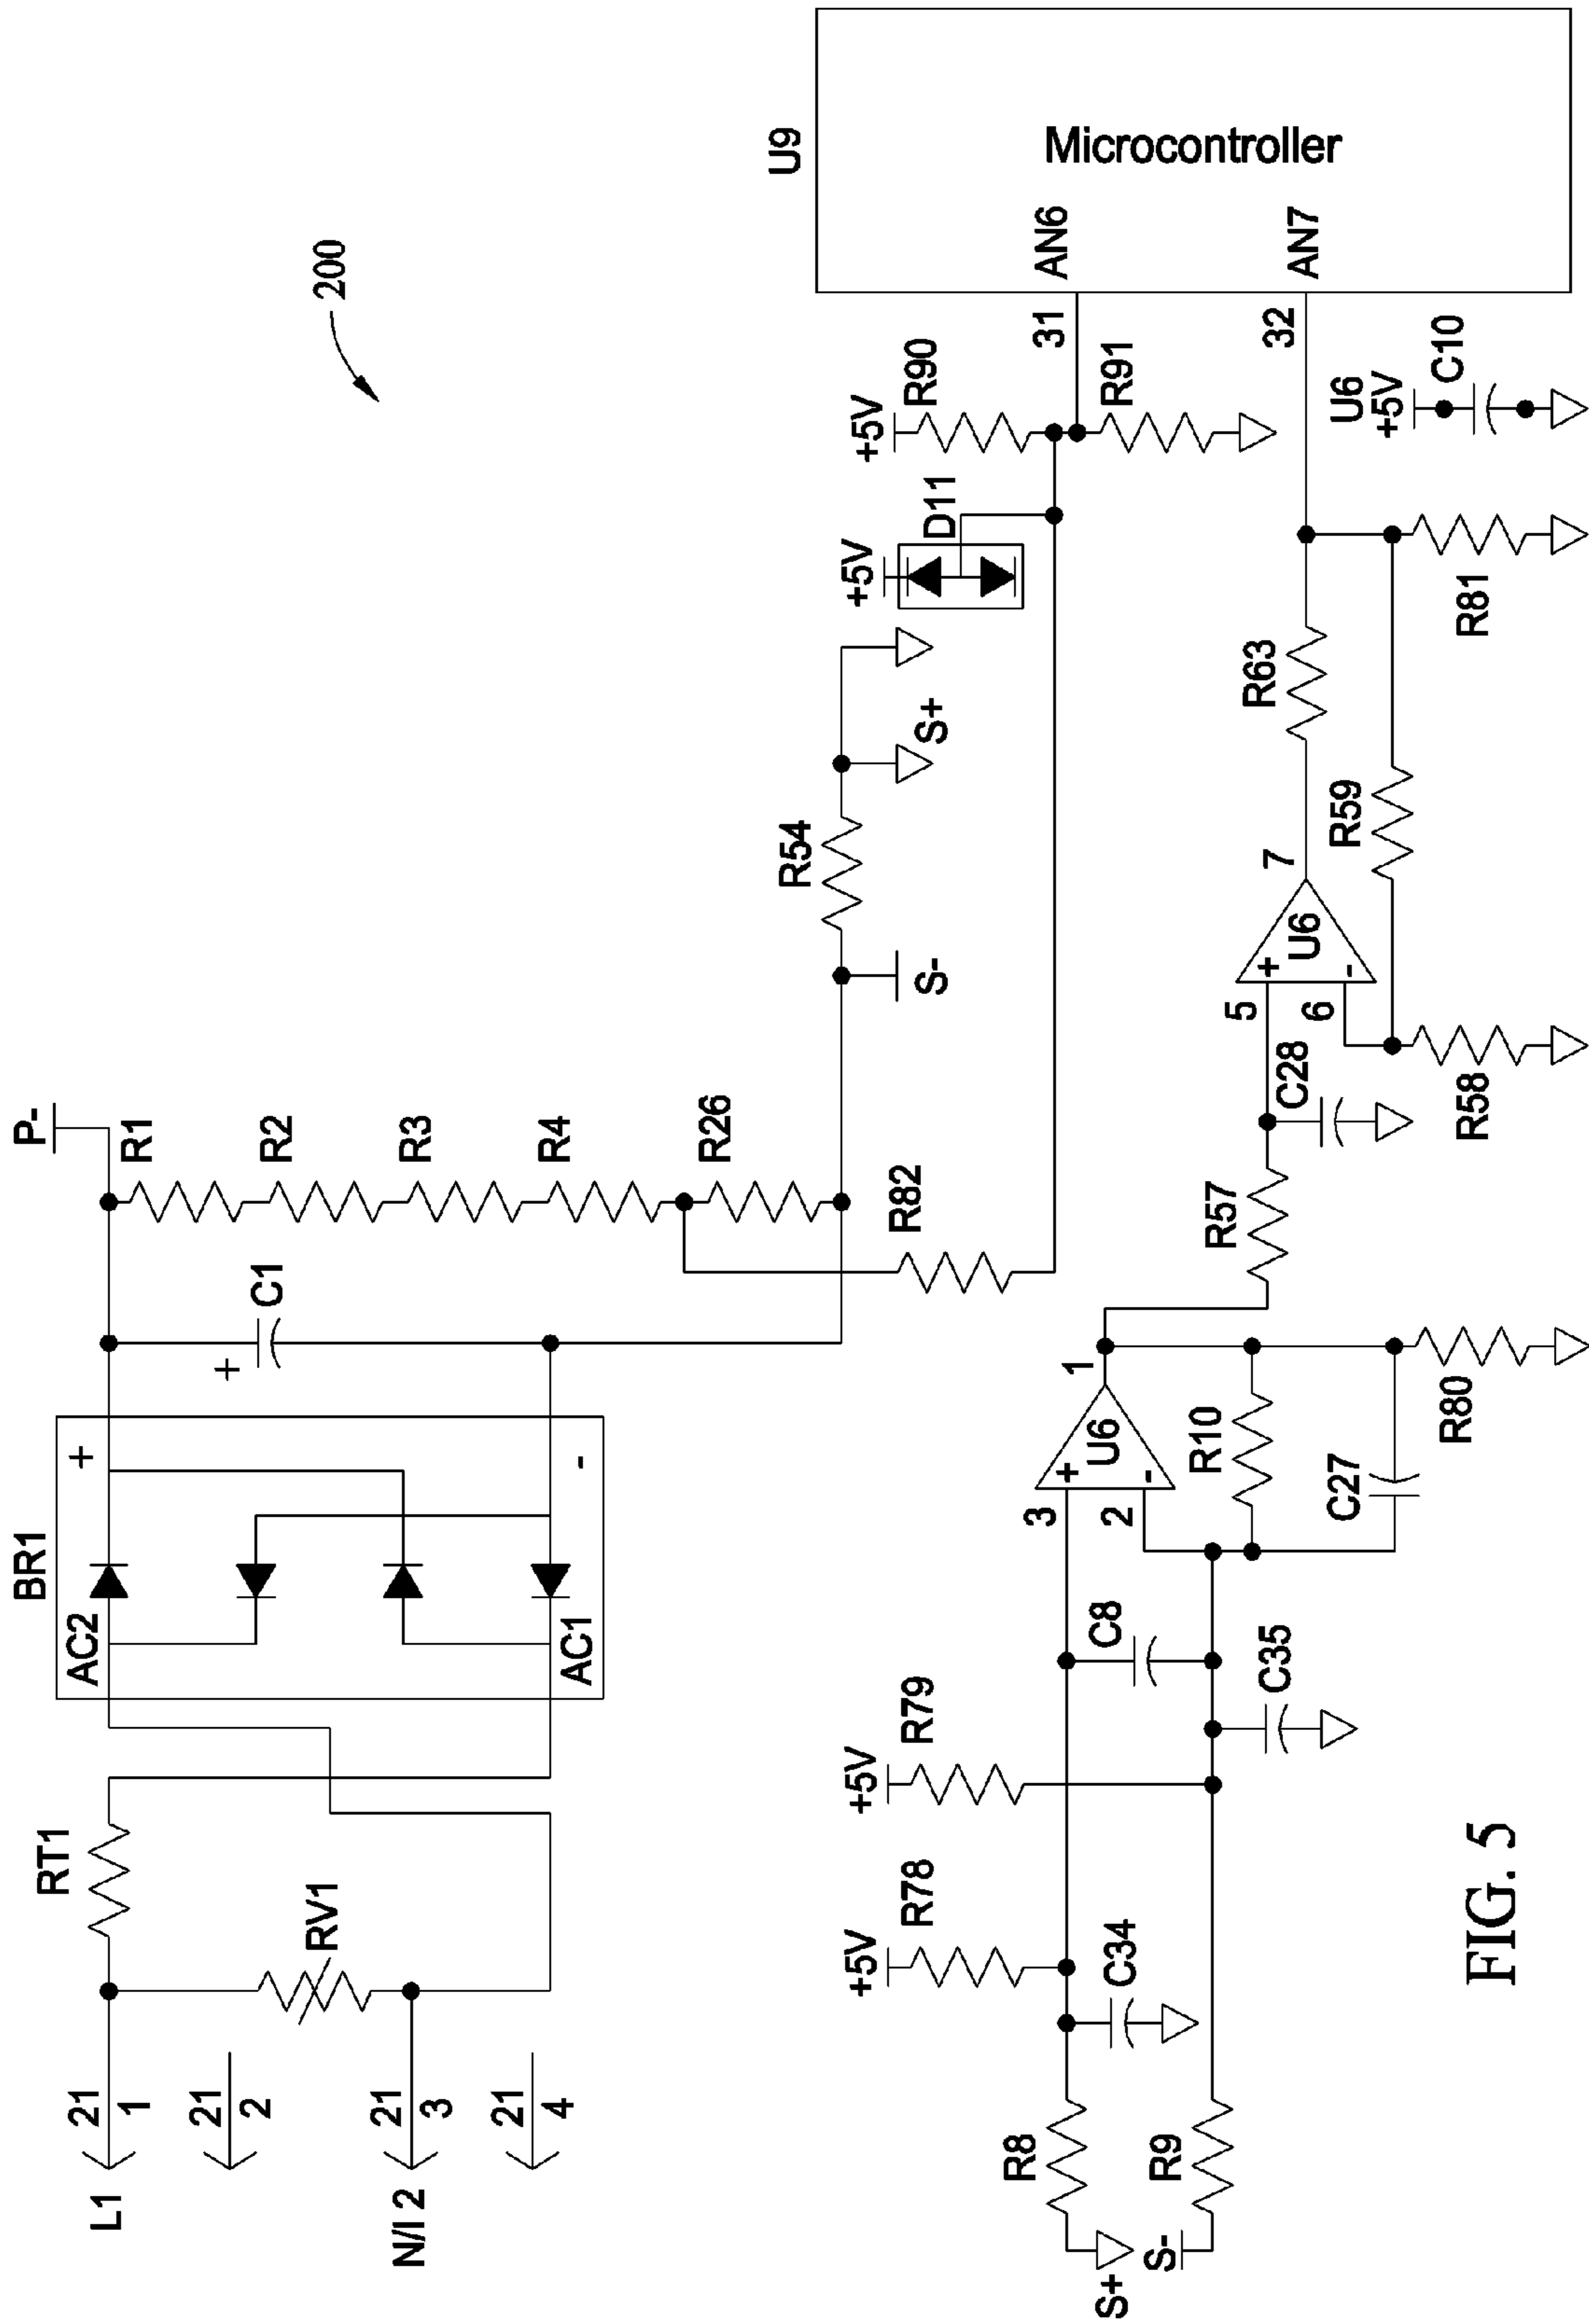 200
P-
BR1
AC2
+
AC1
-
RT1
RV1
L1
21
1
21
2
N/I 2
21
3
21
4
+
C1
R1
R2
R3
R4
R26
R82
S-
R54
S+
+5V
D11
+5V
R90
R91
31
32
U9
AN6
AN7
Microcontroller
S+
S-
R8
R9
C34
+5V
R78
+5V
R79
C35
C8
3
2
+
-
U6
1
R10
C27
R80
R57
C28
5
6
+
-
U6
7
R58
R59
R63
R81
U6
+5V
C10
FIG. 5